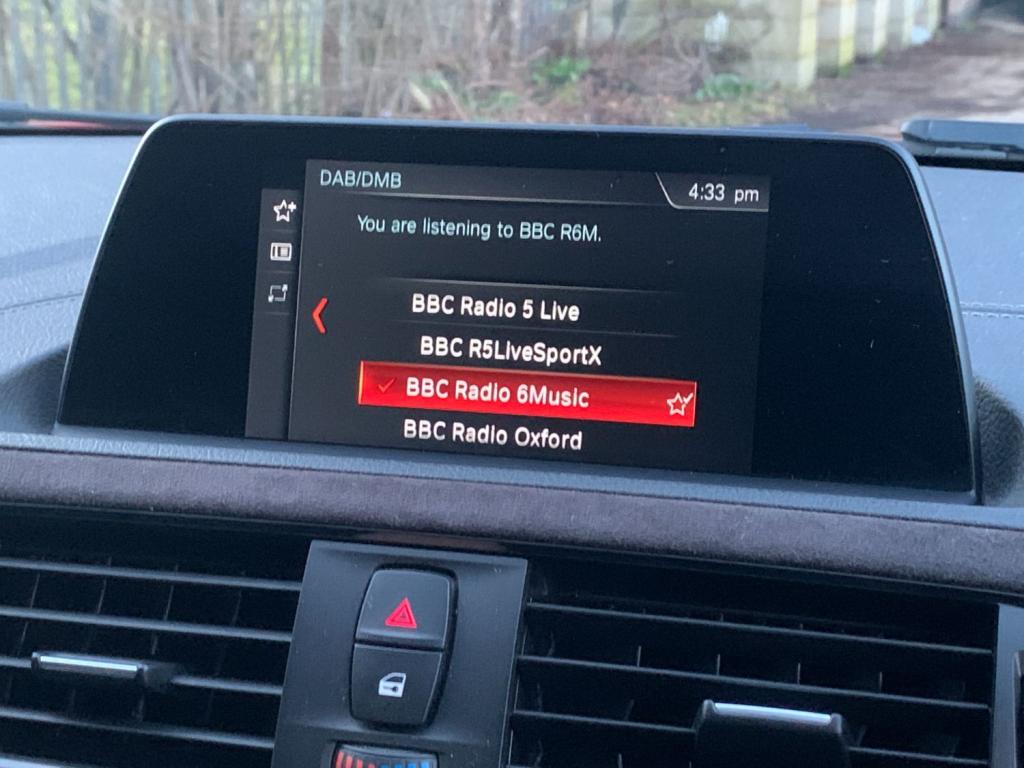 DAB/DMB
4:33 pm
You are listening to BBC R6M.
BBC Radio 5 Live
BBC R5LiveSportX
BBC Radio 6Music
BBC Radio Oxford